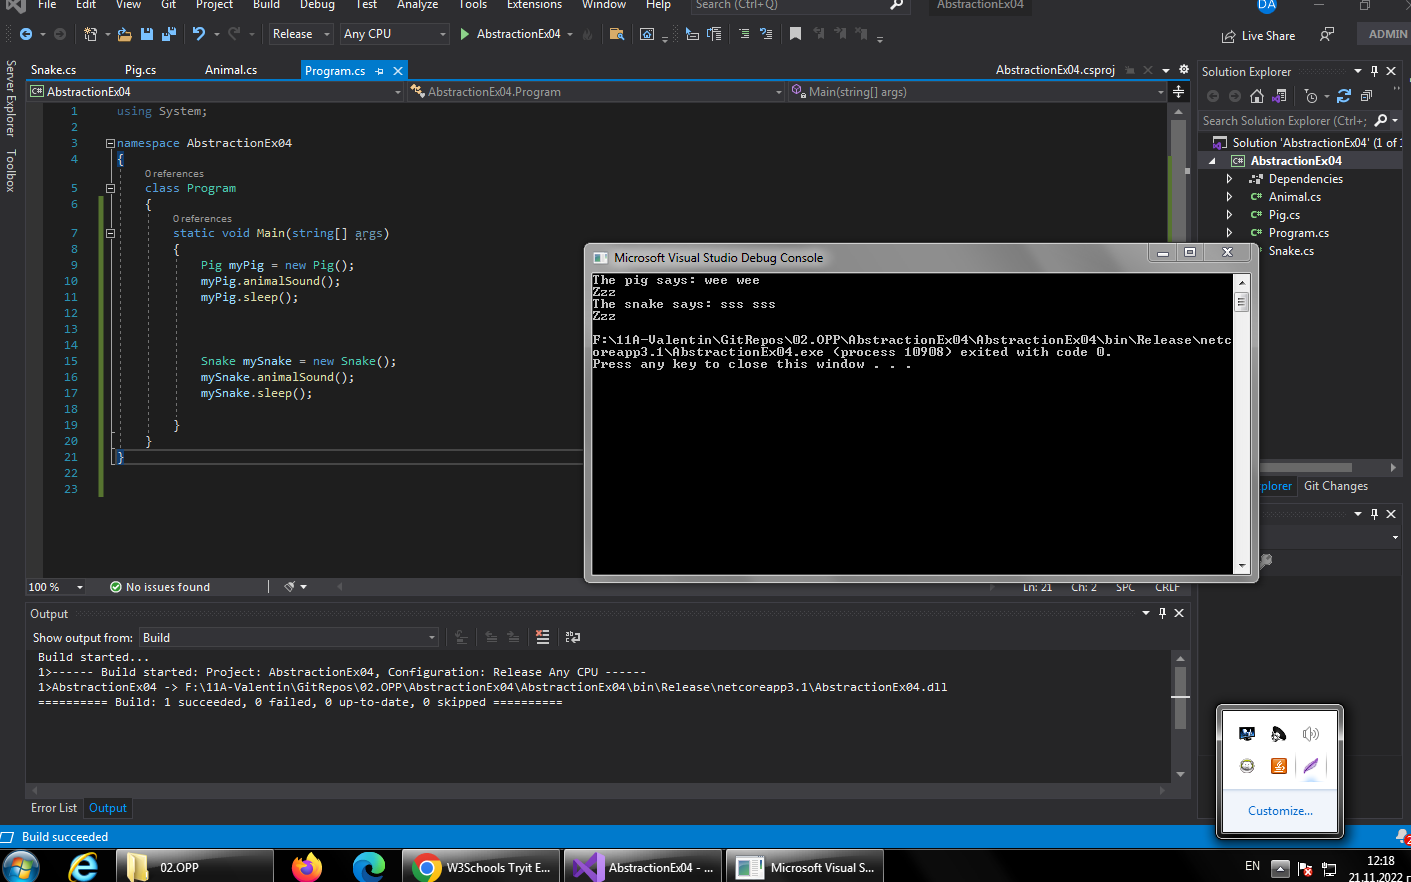 File Edit View Git Project Build Debug Test Analyze Tools Extensions Window Help Search (Ctrl+Q) AbstractionEx04 DA
Release Any CPU AbstractionEx04 Live Share ADMIN
Server Explorer
Toolbox
Snake.cs Pig.cs Animal.cs Program.cs AbstractionEx04.csproj
AbstractionEx04 AbstractionEx04.Program Main(string[] args)
1 using System;
2
3 namespace AbstractionEx04
4 {
0 references
5 class Program
6 {
0 references
7 static void Main(string[] args)
8 {
9 Pig myPig = new Pig();
10 myPig.animalSound();
11 myPig.sleep();
12
13
14
15 Snake mySnake = new Snake();
16 mySnake.animalSound();
17 mySnake.sleep();
18
19 }
20 }
21 }
22
23
100 % No issues found Ln: 21 Ch: 2 SPC CRLF
Microsoft Visual Studio Debug Console
The pig says: wee wee
Zzz
The snake says: sss sss
Zzz
F:\11A-Valentin\GitRepos\02.OPP\AbstractionEx04\AbstractionEx04\bin\Release\netc
oreapp3.1\AbstractionEx04.exe (process 10908) exited with code 0.
Press any key to close this window . . .
Solution Explorer
Search Solution Explorer (Ctrl+;
Solution 'AbstractionEx04' (1 of 1
AbstractionEx04
Dependencies
Animal.cs
Pig.cs
Program.cs
Snake.cs
plorer Git Changes
Output
Show output from: Build
Build started...
1>------ Build started: Project: AbstractionEx04, Configuration: Release Any CPU ------
1>AbstractionEx04 -> F:\11A-Valentin\GitRepos\02.OPP\AbstractionEx04\AbstractionEx04\bin\Release\netcoreapp3.1\AbstractionEx04.dll
========== Build: 1 succeeded, 0 failed, 0 up-to-date, 0 skipped ==========
Error List Output
Customize...
Build succeeded 2
02.OPP W3Schools Tryit E... AbstractionEx04 - ... Microsoft Visual S... EN 12:18
21.11.2022 г